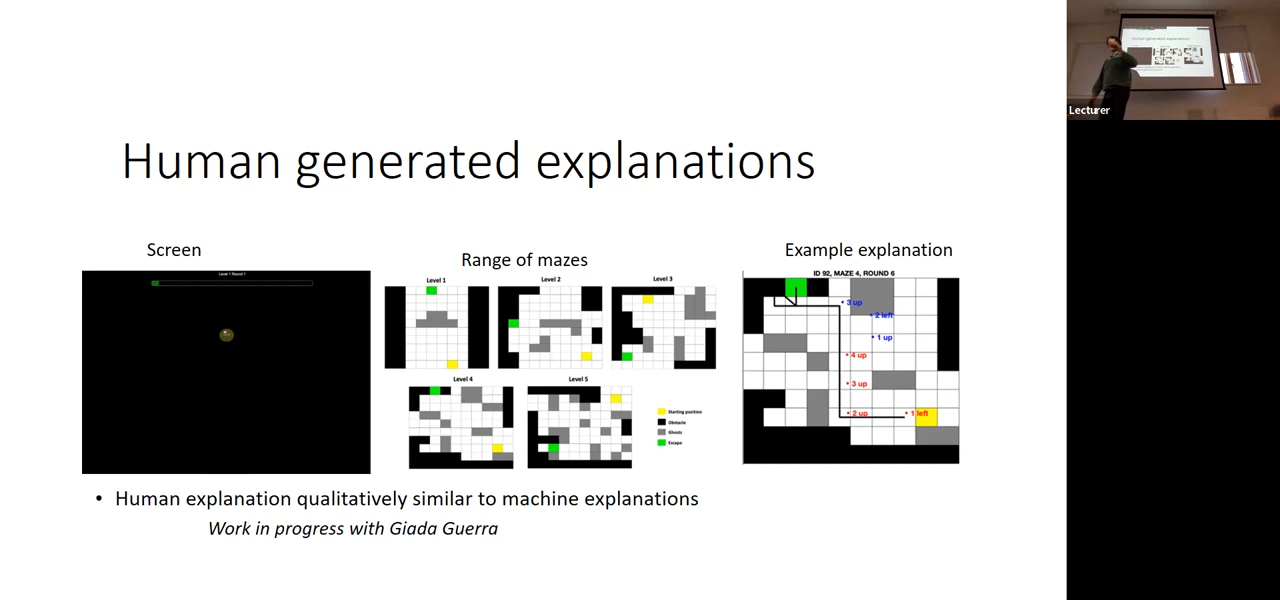 Human generated explanations
Screen
Range of mazes
Example explanation
Level 1 Round 1
Level 1
Level 2
Level 3
Level 4
Level 5
Starting position
Obstacle
Ghosts
Escape
ID 92, MAZE 4, ROUND 6
• 3 up
• 2 left
• 1 up
• 4 up
• 3 up
• 2 up
• 1 left
• Human explanation qualitatively similar to machine explanations
Work in progress with Giada Guerra
Human generated explanations
Lecturer